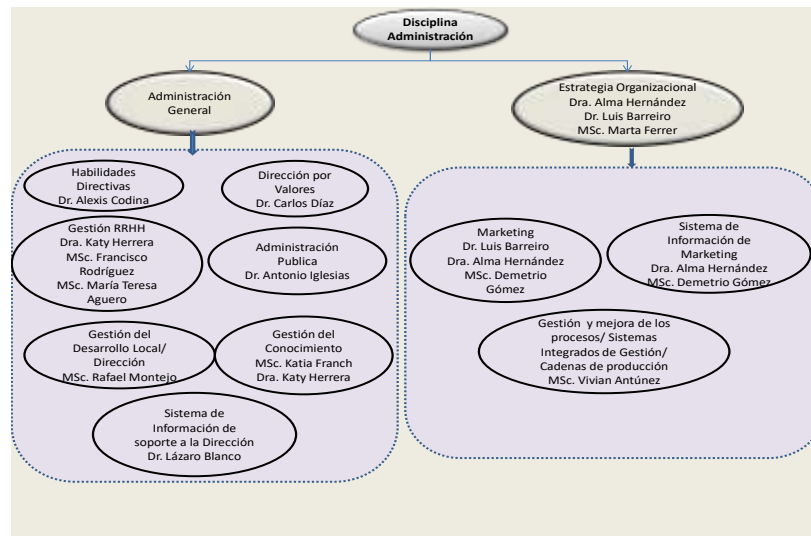 Disciplina
Administración
Administración
General
Estrategia Organizacional
Dra. Alma Hernández
Dr. Luis Barreiro
MSc. Marta Ferrer
Habilidades
Directivas
Dr. Alexis Codina
Dirección por
Valores
Dr. Carlos Díaz
Gestión RRHH
Dra. Katy Herrera
MSc. Francisco
Rodríguez
MSc. María Teresa
Aguero
Administración
Publica
Dr. Antonio Iglesias
Gestión del
Desarrollo Local/
Dirección
MSc. Rafael Montejo
Gestión del
Conocimiento
MSc. Katia Franch
Dra. Katy Herrera
Sistema de
Información de
soporte a la Dirección
Dr. Lázaro Blanco
Marketing
Dr. Luis Barreiro
Dra. Alma Hernández
MSc. Demetrio
Gómez
Sistema de
Información de
Marketing
Dra. Alma Hernández
MSc. Demetrio Gómez
Gestión y mejora de los
procesos/ Sistemas
Integrados de Gestión/
Cadenas de producción
MSc. Vivian Antúnez